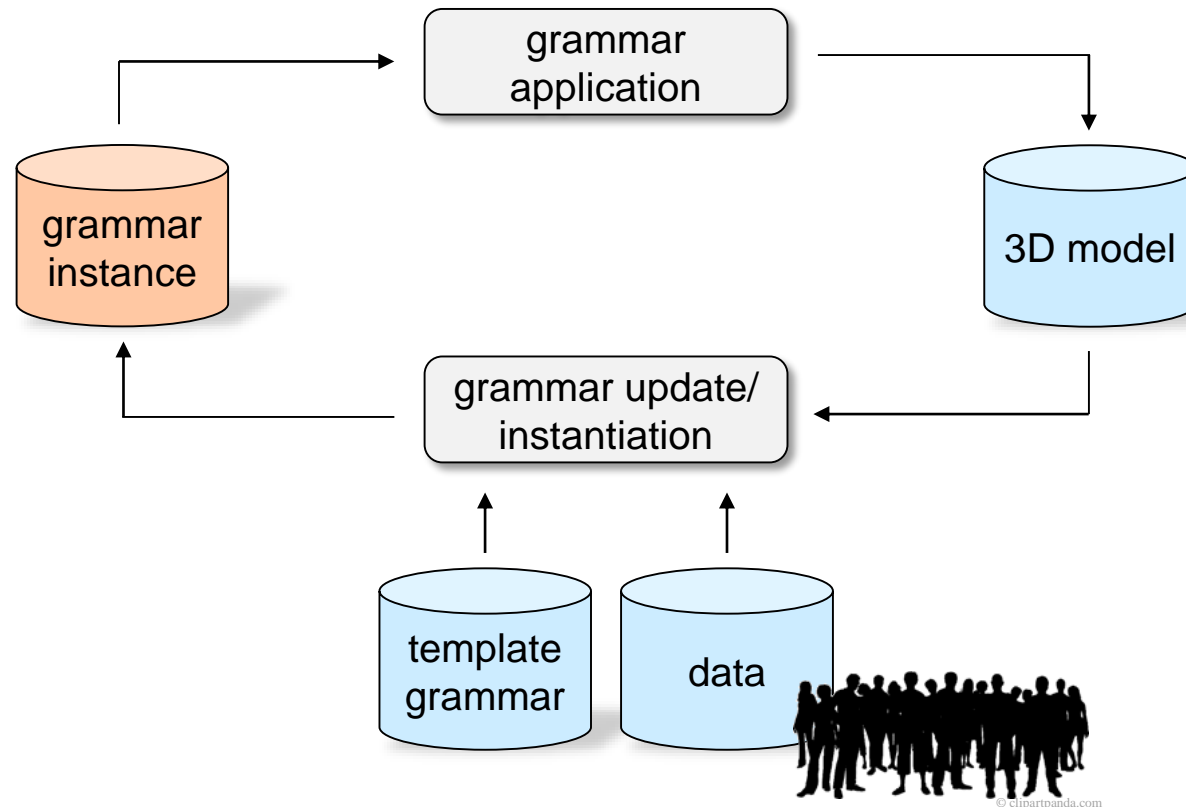 grammar
application
grammar
instance
3D model
grammar update/
instantiation
template
grammar
data
© clipartpanda.com